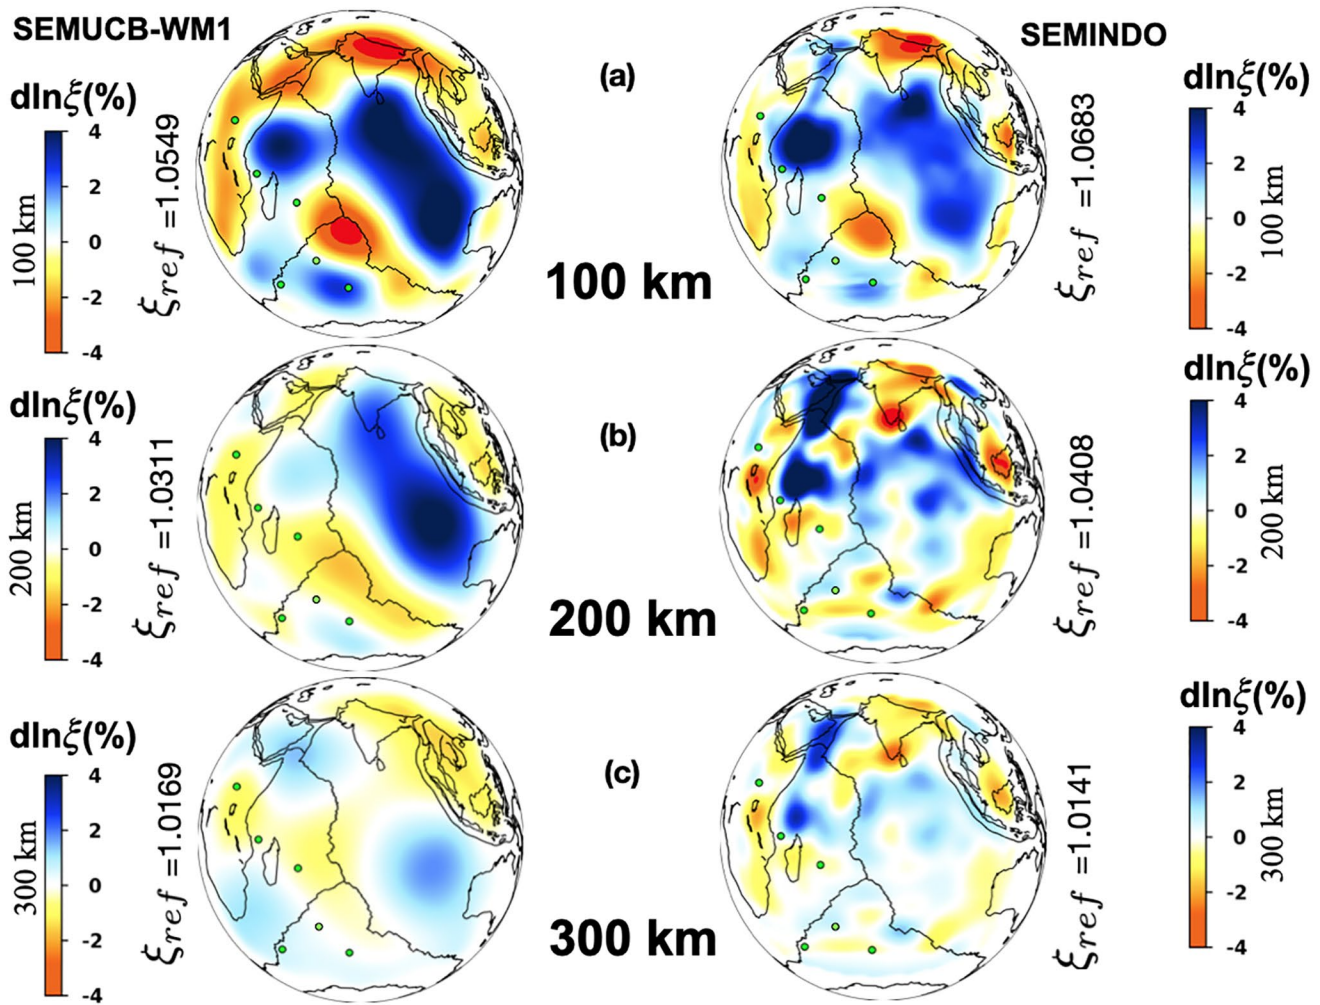 SEMUCB-WM1
SEMINDO
(a)
dlnξ(%)
4
2
0
-2
-4
100 km
ξref =1.0549
100 km
ξref =1.0683
dlnξ(%)
4
2
0
-2
-4
100 km
(b)
dlnξ(%)
4
2
0
-2
-4
200 km
ξref =1.0311
200 km
ξref =1.0408
dlnξ(%)
4
2
0
-2
-4
200 km
(c)
dlnξ(%)
4
2
0
-2
-4
300 km
ξref =1.0169
300 km
ξref =1.0141
dlnξ(%)
4
2
0
-2
-4
300 km